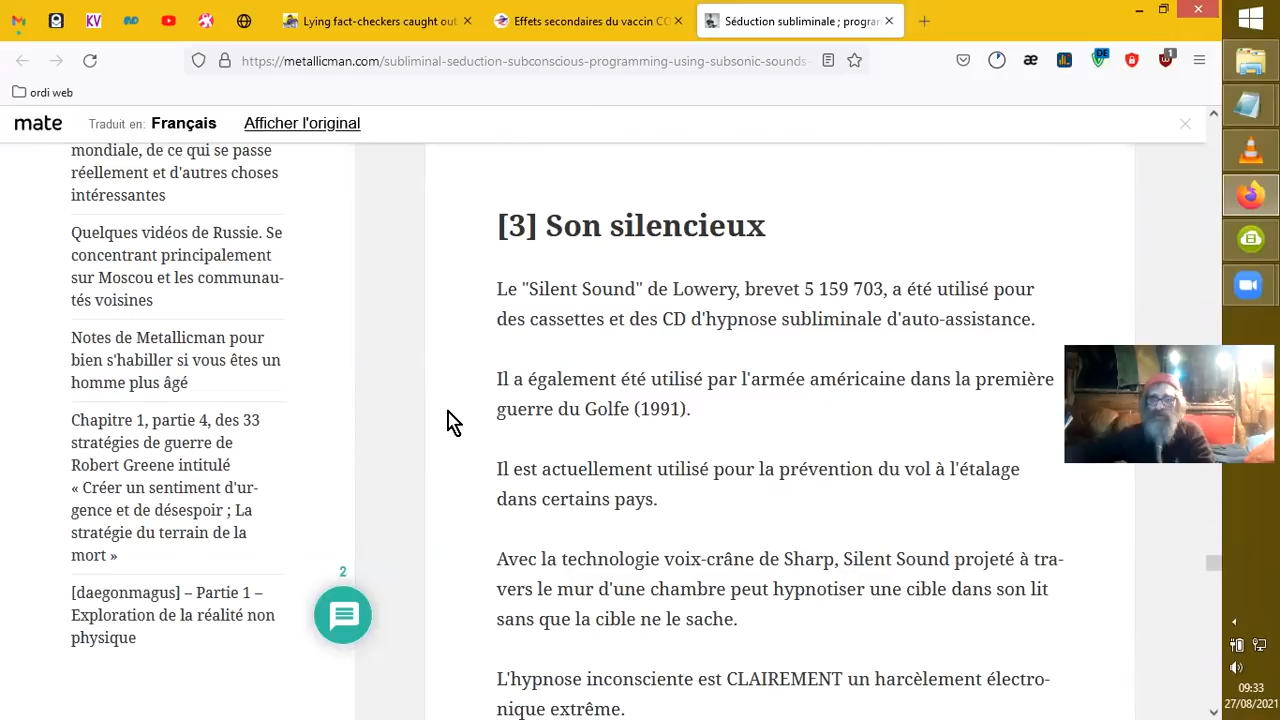 Lying fact-checkers caught out
Effets secondaires du vaccin CO
Séduction subliminale ; progra
KV
https://metallicman.com/subliminal-seduction-subconscious-programming-using-subsonic-sounds-
æ
DE
1
ordi web
mate
Traduit en: Français
Afficher l'original
mondiale, de ce qui se passe
réellement et d'autres choses
intéressantes
Quelques vidéos de Russie. Se
concentrant principalement
sur Moscou et les communau-
tés voisines
Notes de Metallicman pour
bien s'habiller si vous êtes un
homme plus âgé
Chapitre 1, partie 4, des 33
stratégies de guerre de
Robert Greene intitulé
« Créer un sentiment d'ur-
gence et de désespoir ; La
stratégie du terrain de la
mort »
[daegonmagus] – Partie 1 –
Exploration de la réalité non
physique
2
[3] Son silencieux
Le "Silent Sound" de Lowery, brevet 5 159 703, a été utilisé pour
des cassettes et des CD d'hypnose subliminale d'auto-assistance.
Il a également été utilisé par l'armée américaine dans la première
guerre du Golfe (1991).
Il est actuellement utilisé pour la prévention du vol à l'étalage
dans certains pays.
Avec la technologie voix-crâne de Sharp, Silent Sound projeté à tra-
vers le mur d'une chambre peut hypnotiser une cible dans son lit
sans que la cible ne le sache.
L'hypnose inconsciente est CLAIREMENT un harcèlement électro-
nique extrême.
09:33
27/08/2021